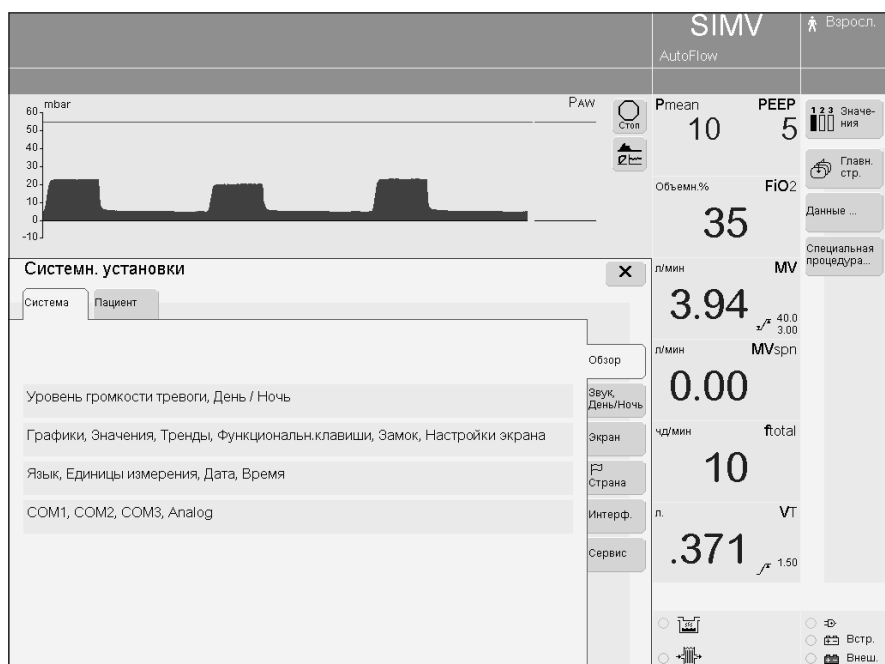 SIMV
AutoFlow
Взросл.
mbar
Paw
60
50
40
30
20
10
0
-10
Стоп
Pmean
10
PEEP
5
1 2 3 Значе-
ния
Главн.
стр.
Данные ...
Специальная
процедура...
Объемн.%
FiO2
35
л/мин
MV
3.94
40.0
3.00
л/мин
MVspn
0.00
чд/мин
ftotal
10
л.
VT
.371
1.50
Системн. установки
Система
Пациент
Обзор
Звук,
День/Ночь
Экран
Страна
Интерф.
Сервис
Уровень громкости тревоги, День / Ночь
Графики, Значения, Тренды, Функциональн.клавиши, Замок, Настройки экрана
Язык, Единицы измерения, Дата, Время
COM1, COM2, COM3, Analog
Встр.
Внеш.